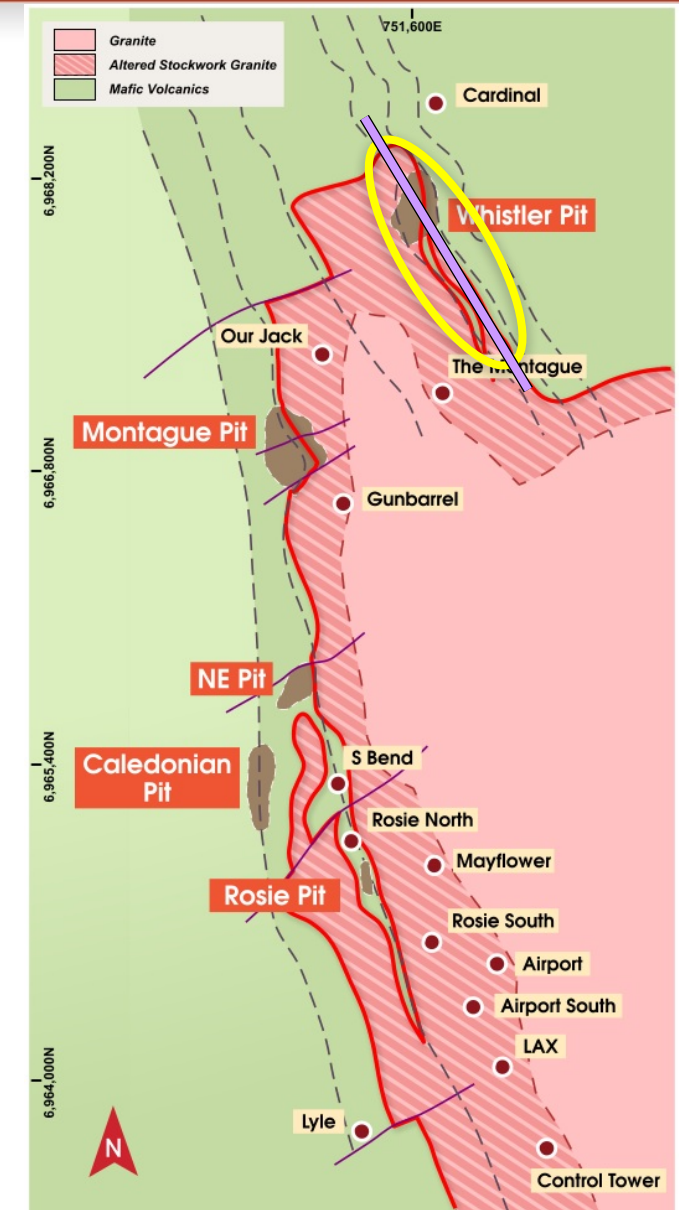 751,600E
Granite
Altered Stockwork Granite
Mafic Volcanics
Cardinal
6,968,200N
Whistler Pit
Our Jack
The Montague
Montague Pit
6,966,800N
Gunbarrel
NE Pit
6,965,400N
S Bend
Caledonian
Pit
Rosie North
Mayflower
Rosie Pit
Rosie South
Airport
Airport South
LAX
6,964,000N
Lyle
N
Control Tower